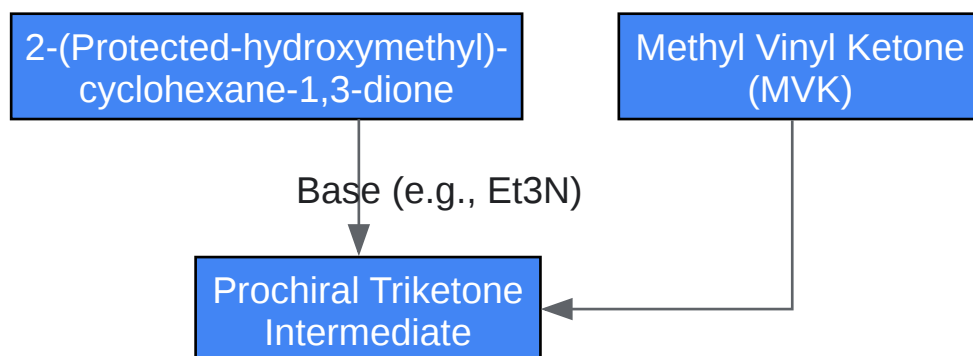 2-(Protected-hydroxymethyl)-
cyclohexane-1,3-dione
Methyl Vinyl Ketone
(MVK)
Base (e.g., Et3N)
Prochiral Triketone
Intermediate